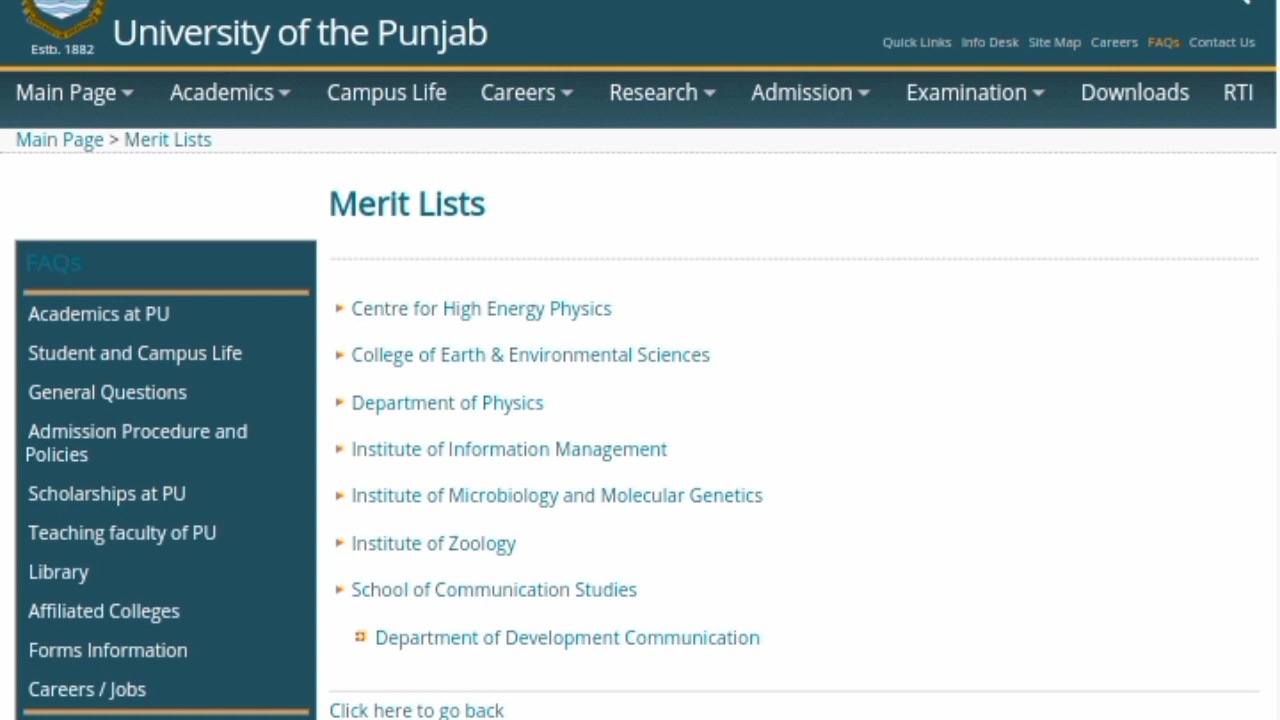 University of the Punjab
Estb. 1882
Quick Links Info Desk Site Map Careers FAQs Contact Us
Main Page Academics Campus Life Careers Research Admission Examination Downloads RTI
Main Page > Merit Lists
Merit Lists
FAQs
Academics at PU
Student and Campus Life
General Questions
Admission Procedure and
Policies
Scholarships at PU
Teaching faculty of PU
Library
Affiliated Colleges
Forms Information
Careers / Jobs
Centre for High Energy Physics
College of Earth & Environmental Sciences
Department of Physics
Institute of Information Management
Institute of Microbiology and Molecular Genetics
Institute of Zoology
School of Communication Studies
Department of Development Communication
Click here to go back